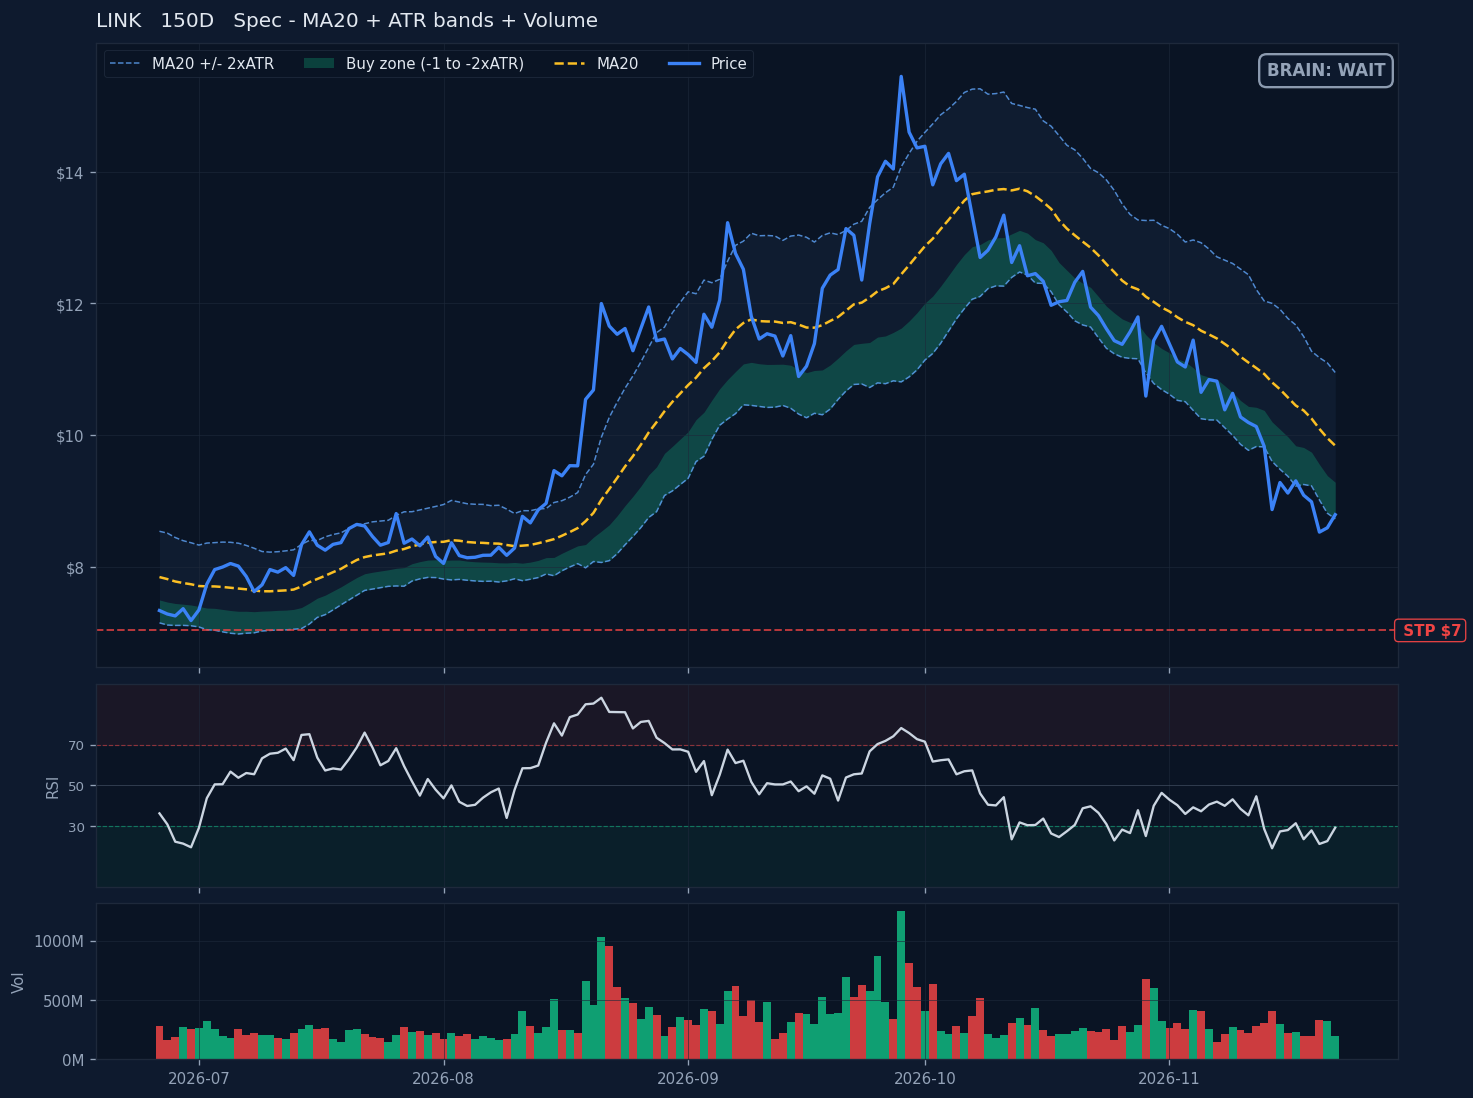 LINK   150D   Spec - MA20 + ATR bands + Volume
MA20 +/- 2xATR
Buy zone (-1 to -2xATR)
MA20
Price
BRAIN: WAIT
$14
$12
$10
$8
STP $7
RSI
70
50
30
Vol
1000M
500M
0M
2026-07
2026-08
2026-09
2026-10
2026-11